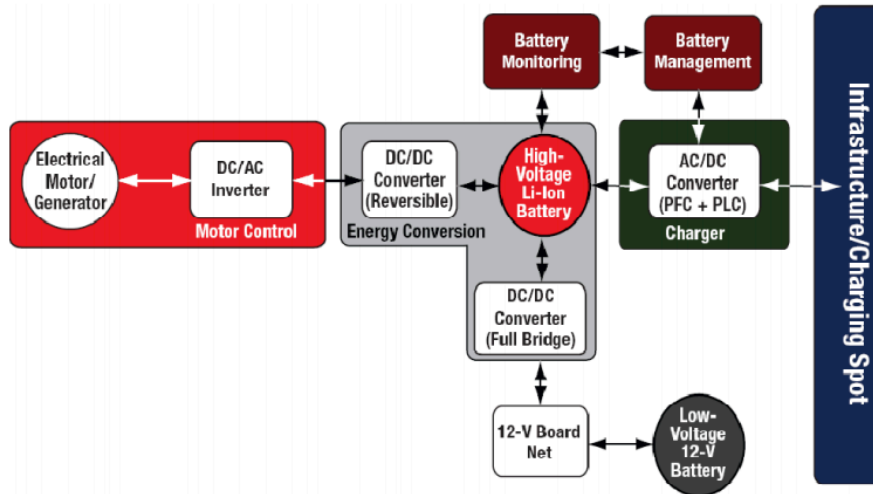 Battery
Monitoring
Battery
Management
Electrical
Motor/
Generator
DC/AC
Inverter
Motor Control
DC/DC
Converter
(Reversible)
Energy Conversion
High-
Voltage
Li-Ion
Battery
AC/DC
Converter
(PFC + PLC)
Charger
DC/DC
Converter
(Full Bridge)
12-V Board
Net
Low-
Voltage
12-V
Battery
Infrastructure/Charging Spot